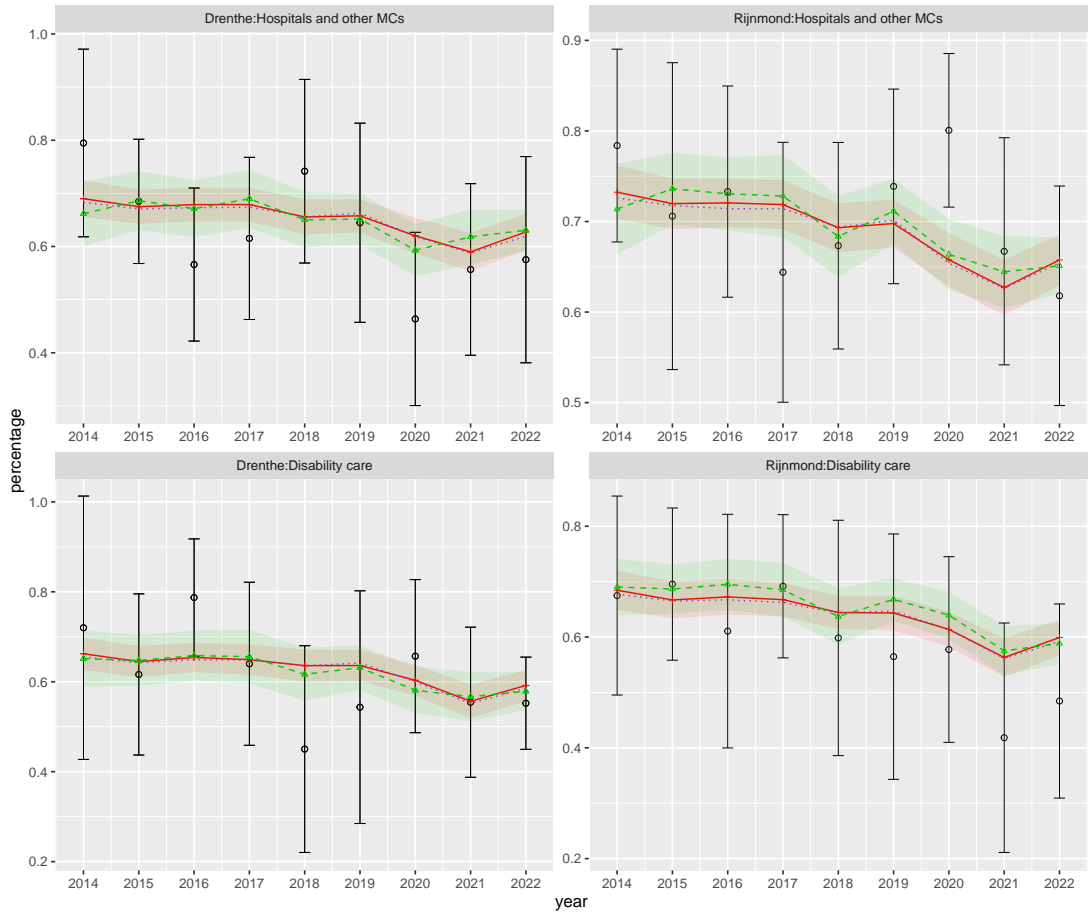 Drenthe:Hospitals and other MCs
Rijnmond:Hospitals and other MCs
1.0
0.8
0.6
0.4
0.9
0.8
0.7
0.6
0.5
2014 2015 2016 2017 2018 2019 2020 2021 2022
2014 2015 2016 2017 2018 2019 2020 2021 2022
percentage
Drenthe:Disability care
Rijnmond:Disability care
1.0
0.8
0.6
0.4
0.2
0.8
0.6
0.4
0.2
2014 2015 2016 2017 2018 2019 2020 2021 2022
2014 2015 2016 2017 2018 2019 2020 2021 2022
year